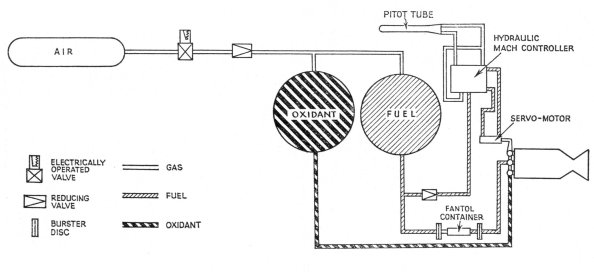 PITOT TUBE
AIR
HYDRAULIC
MACH CONTROLLER
OXIDANT
FUEL
SERVO-MOTOR
ELECTRICALLY
OPERATED
VALVE
GAS
REDUCING
VALVE
FUEL
FANTOL
CONTAINER
BURSTER
DISC
OXIDANT